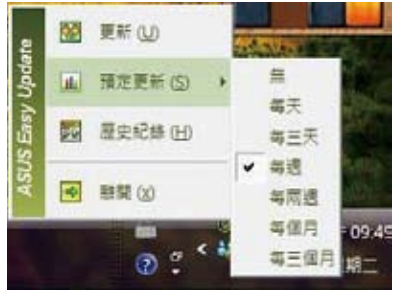 ASUS Easy Update
更新 (U)
預定更新 (S)
歷史紀錄 (H)
離開 (X)
無
每天
每三天
每週
每兩週
每個月
每三個月
09:49
期二